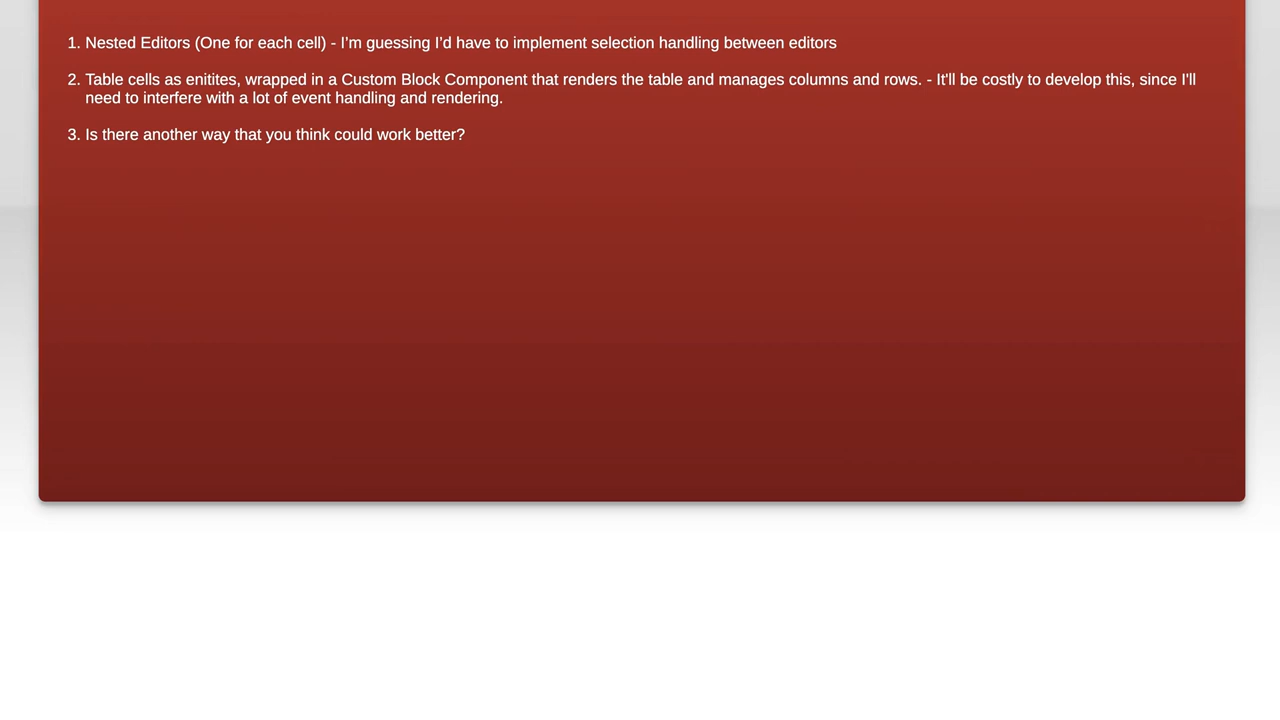 1. Nested Editors (One for each cell) - I’m guessing I’d have to implement selection handling between editors
2. Table cells as enitites, wrapped in a Custom Block Component that renders the table and manages columns and rows. - It'll be costly to develop this, since I'll
need to interfere with a lot of event handling and rendering.
3. Is there another way that you think could work better?